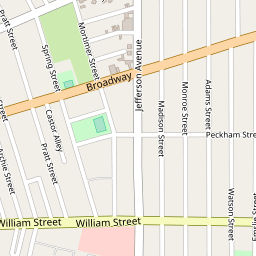 Pratt Street
Spring Street
Mortimer Street
Broadway
Jefferson Avenue
Madison Street
Monroe Street
Adams Street
Castor Alley
Pratt Street
Archie Street
Peckham Stre
Watson Street
William Street
William Street